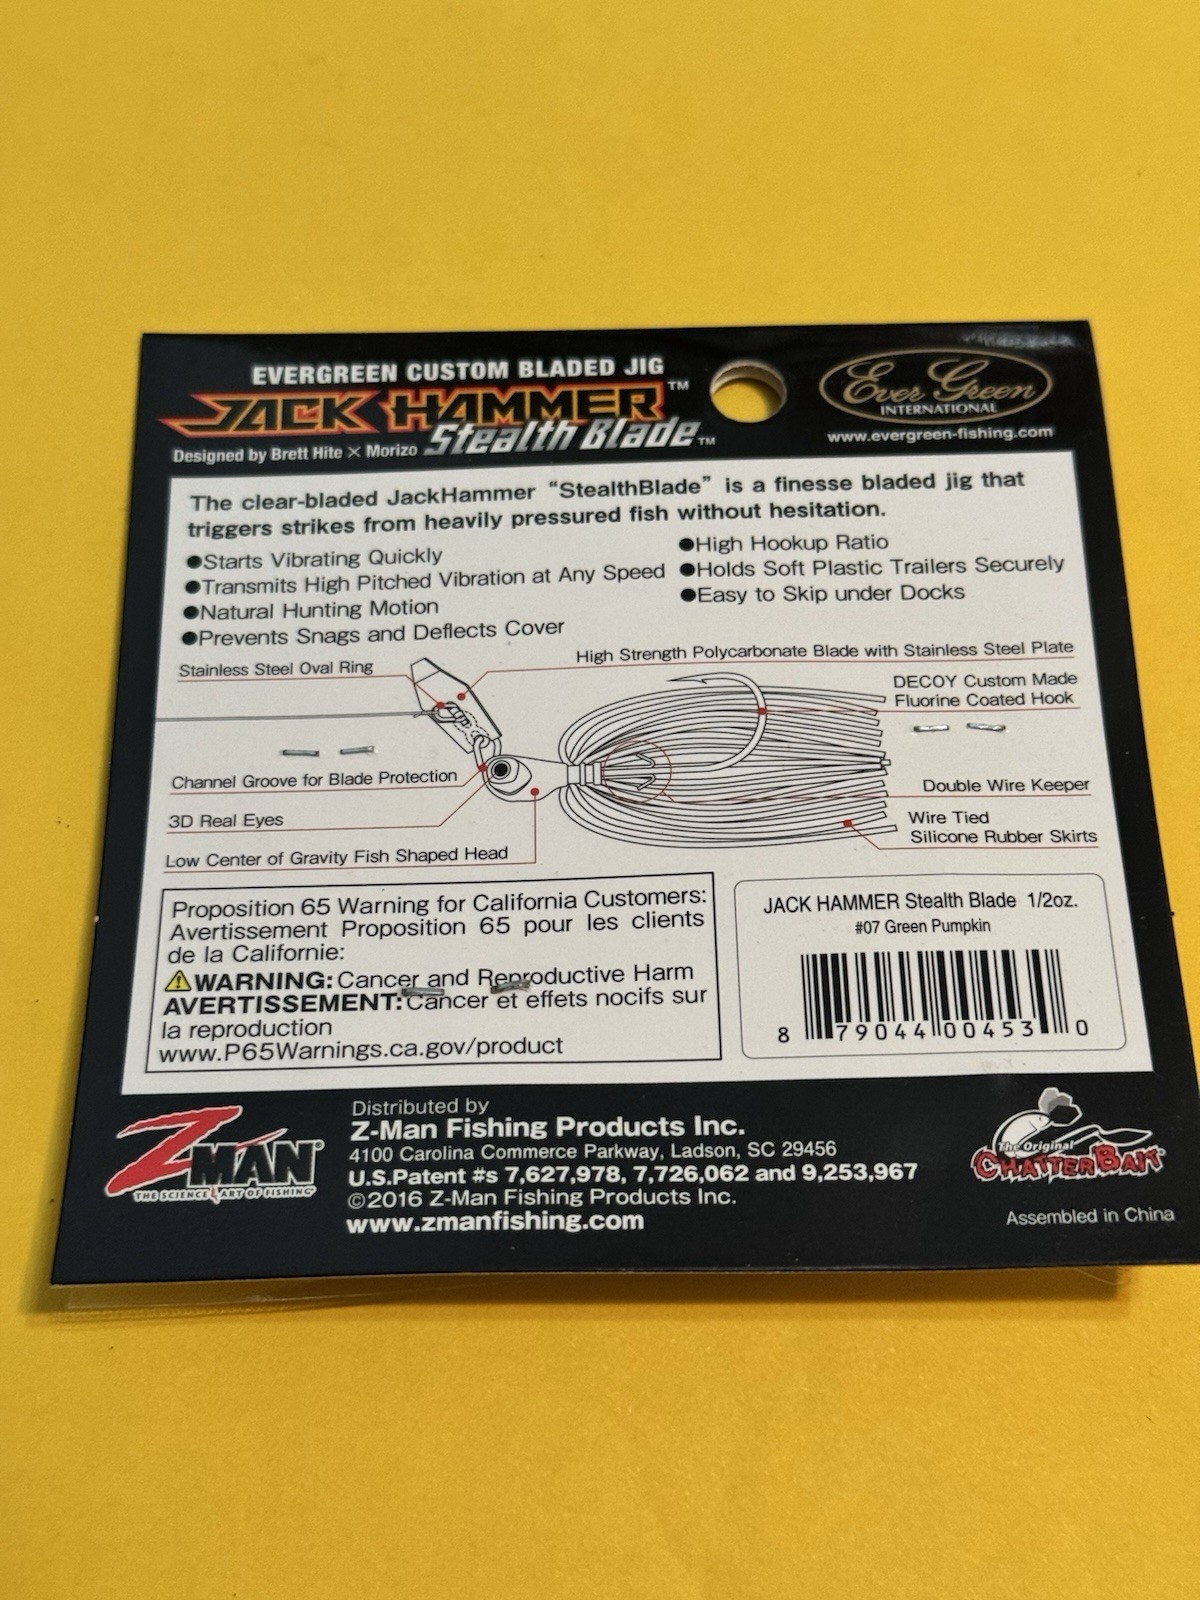 EVERGREEN CUSTOM BLADED JIG
JACK HAMMER™
Stealth Blade™
Designed by Brett Hite × Morizo
Ever Green
INTERNATIONAL
www.evergreen-fishing.com
The clear-bladed JackHammer “StealthBlade” is a finesse bladed jig that
triggers strikes from heavily pressured fish without hesitation.
●Starts Vibrating Quickly
●Transmits High Pitched Vibration at Any Speed
●Natural Hunting Motion
●Prevents Snags and Deflects Cover
●High Hookup Ratio
●Holds Soft Plastic Trailers Securely
●Easy to Skip under Docks
Stainless Steel Oval Ring
High Strength Polycarbonate Blade with Stainless Steel Plate
DECOY Custom Made
Fluorine Coated Hook
Channel Groove for Blade Protection
3D Real Eyes
Low Center of Gravity Fish Shaped Head
Double Wire Keeper
Wire Tied
Silicone Rubber Skirts
Proposition 65 Warning for California Customers:
Avertissement Proposition 65 pour les clients
de la Californie:
⚠WARNING: Cancer and Reproductive Harm
AVERTISSEMENT: Cancer et effets nocifs sur
la reproduction
www.P65Warnings.ca.gov/product
JACK HAMMER Stealth Blade 1/2oz.
#07 Green Pumpkin
8 79044 00453 0
Z-MAN®
THE SCIENCE & ART OF FISHING®
Distributed by
Z-Man Fishing Products Inc.
4100 Carolina Commerce Parkway, Ladson, SC 29456
U.S.Patent #s 7,627,978, 7,726,062 and 9,253,967
©2016 Z-Man Fishing Products Inc.
www.zmanfishing.com
The Original
CHATTERBAIT®
Assembled in China